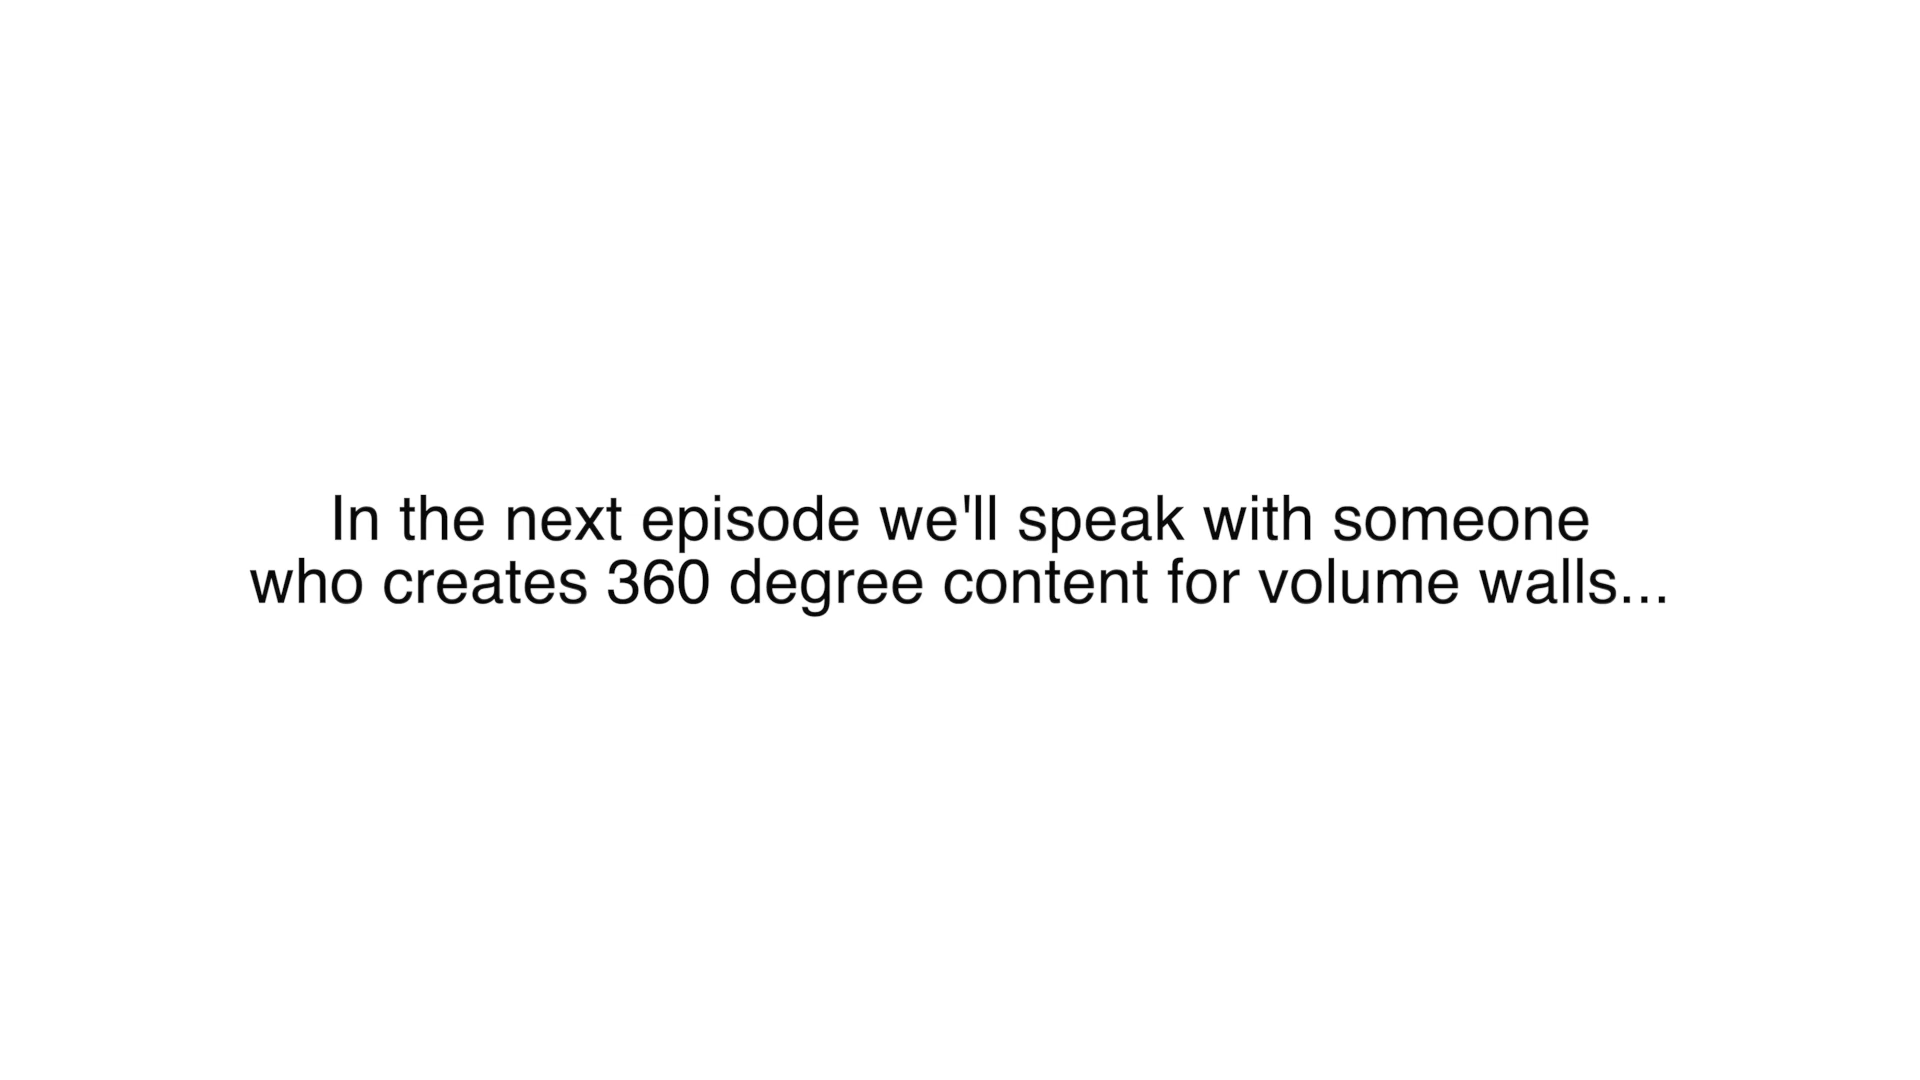 In the next episode we'll speak with someone
who creates 360 degree content for volume walls...